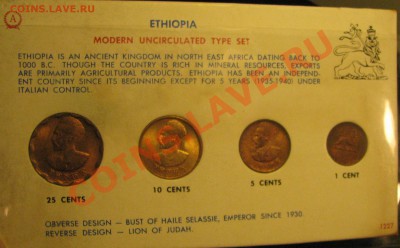 COINS.ЛАВЕ.RU
A
ETHIOPIA
MODERN UNCIRCULATED TYPE SET
ETHIOPIA IS AN ANCIENT KINGDOM IN NORTH EAST AFRICA DATING BACK TO
1000 B.C. THOUGH THE COUNTRY IS RICH IN MINERAL RESOURCES, EXPORTS
ARE PRIMARILY AGRICULTURAL PRODUCTS. ETHIOPIA HAS BEEN AN INDEPEND-
ENT COUNTRY SINCE ITS BEGINNING EXCEPT FOR 5 YEARS (1935-1940) UNDER
ITALIAN CONTROL.
25 CENTS
10 CENTS
5 CENTS
1 CENT
OBVERSE DESIGN — BUST OF HAILE SELASSIE, EMPEROR SINCE 1930.
REVERSE DESIGN — LION OF JUDAH.